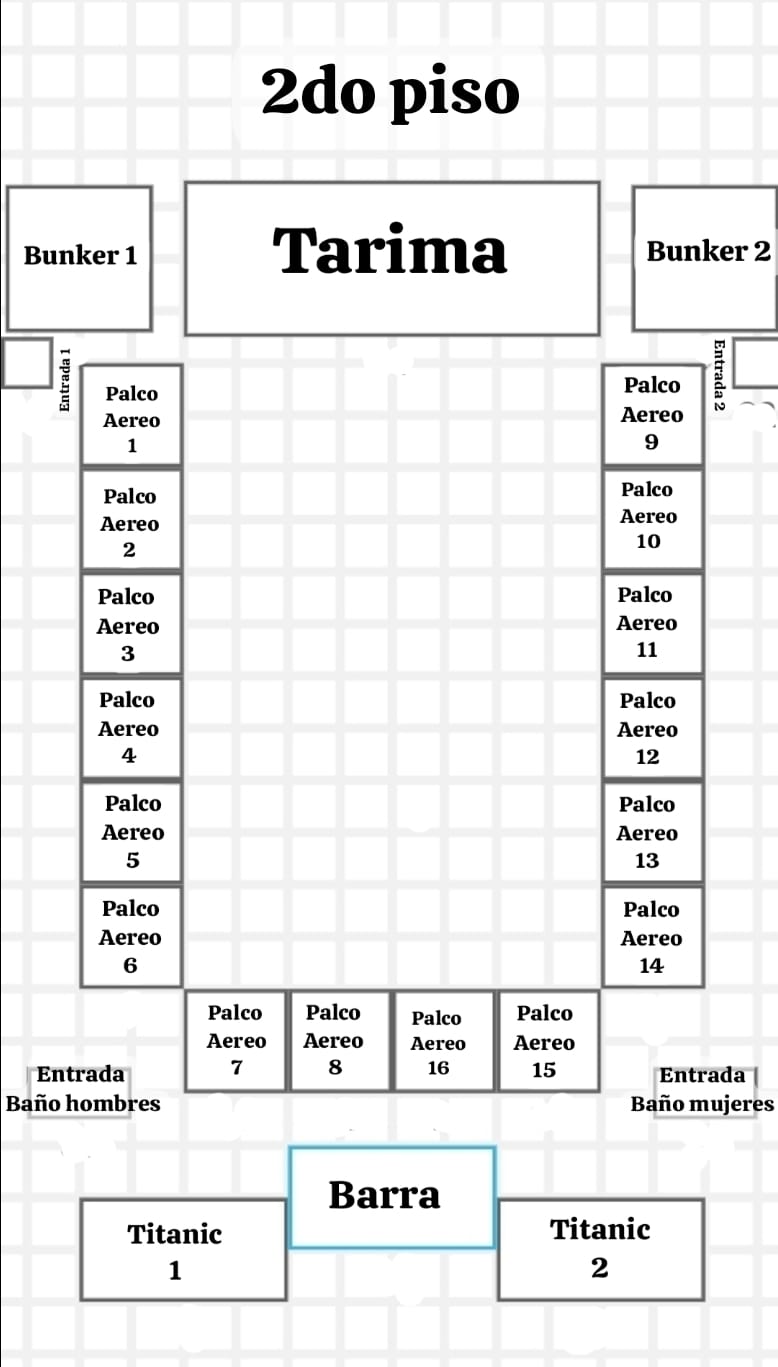 2do piso
Bunker 1
Tarima
Bunker 2
Entrada 1
Entrada 2
Palco
Aereo
1
Palco
Aereo
9
Palco
Aereo
2
Palco
Aereo
10
Palco
Aereo
3
Palco
Aereo
11
Palco
Aereo
4
Palco
Aereo
12
Palco
Aereo
5
Palco
Aereo
13
Palco
Aereo
6
Palco
Aereo
14
Palco
Aereo
7
Palco
Aereo
8
Palco
Aereo
16
Palco
Aereo
15
Entrada
Baño hombres
Entrada
Baño mujeres
Barra
Titanic
1
Titanic
2